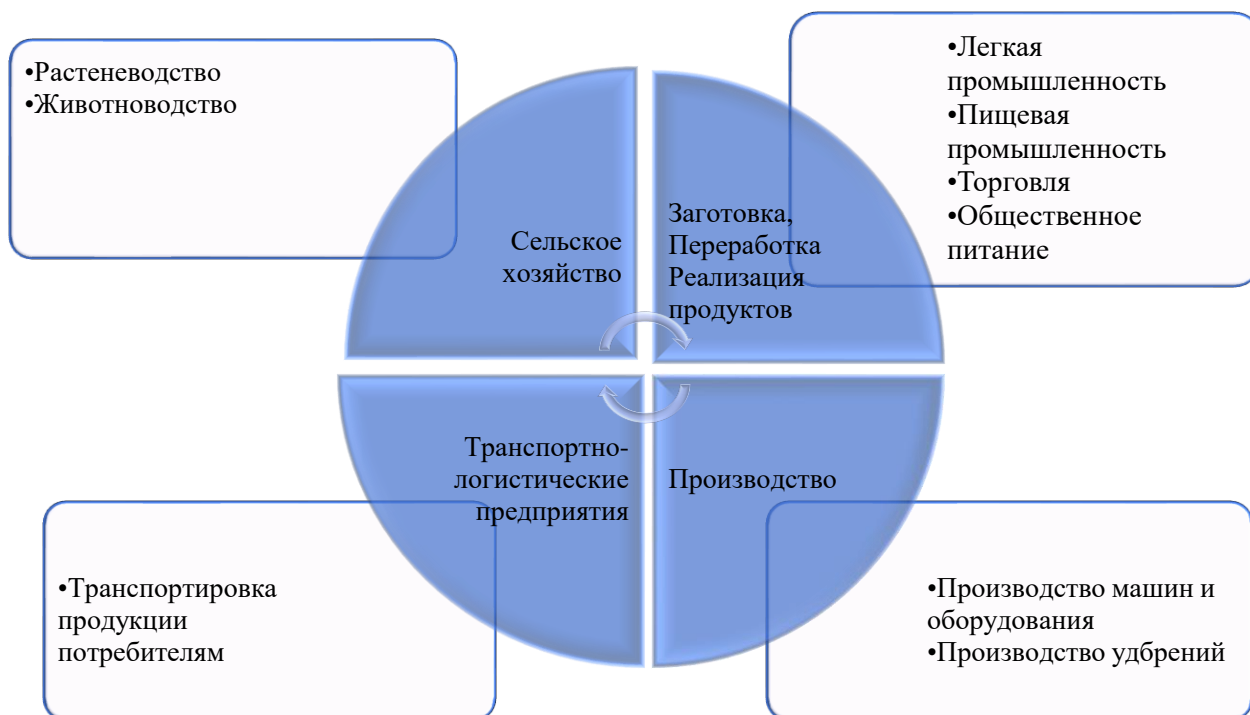 •Растеневодство
•Животноводство
•Легкая
промышленность
•Пищевая
промышленность
•Торговля
•Общественное
питание
Сельское
хозяйство
Заготовка,
Переработка
Реализация
продуктов
Транспортно-
логистические
предприятия
Производство
•Транспортировка
продукции
потребителям
•Производство машин и
оборудования
•Производство удбрений